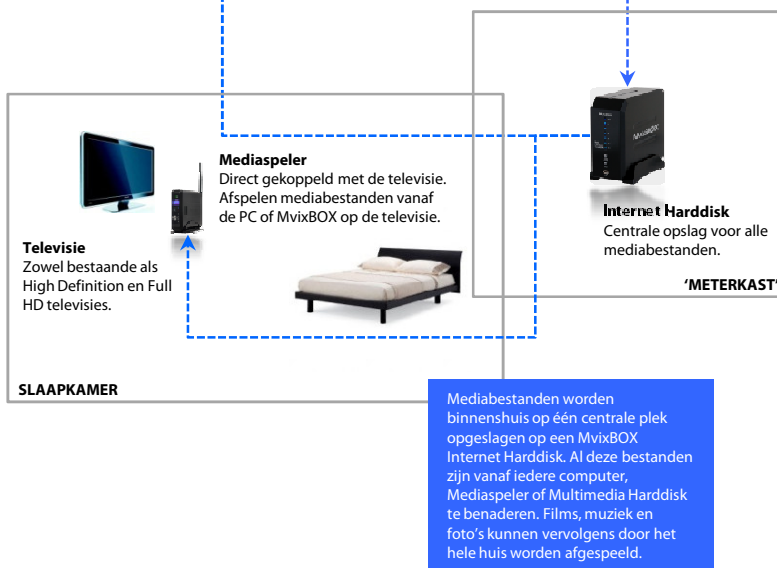 Mediaspeler
Direct gekoppeld met de televisie.
Afspelen mediabestanden vanaf
de PC of MvixBOX op de televisie.
Televisie
Zowel bestaande als
High Definition en Full
HD televisies.
SLAAPKAMER
MvixBOX
Internet Harddisk
Centrale opslag voor alle
mediabestanden.
‘METERKAST’
Mediabestanden worden
binnenshuis op één centrale plek
opgeslagen op een MvixBOX
Internet Harddisk. Al deze bestanden
zijn vanaf iedere computer,
Mediaspeler of Multimedia Harddisk
te benaderen. Films, muziek en
foto’s kunnen vervolgens door het
hele huis worden afgespeeld.